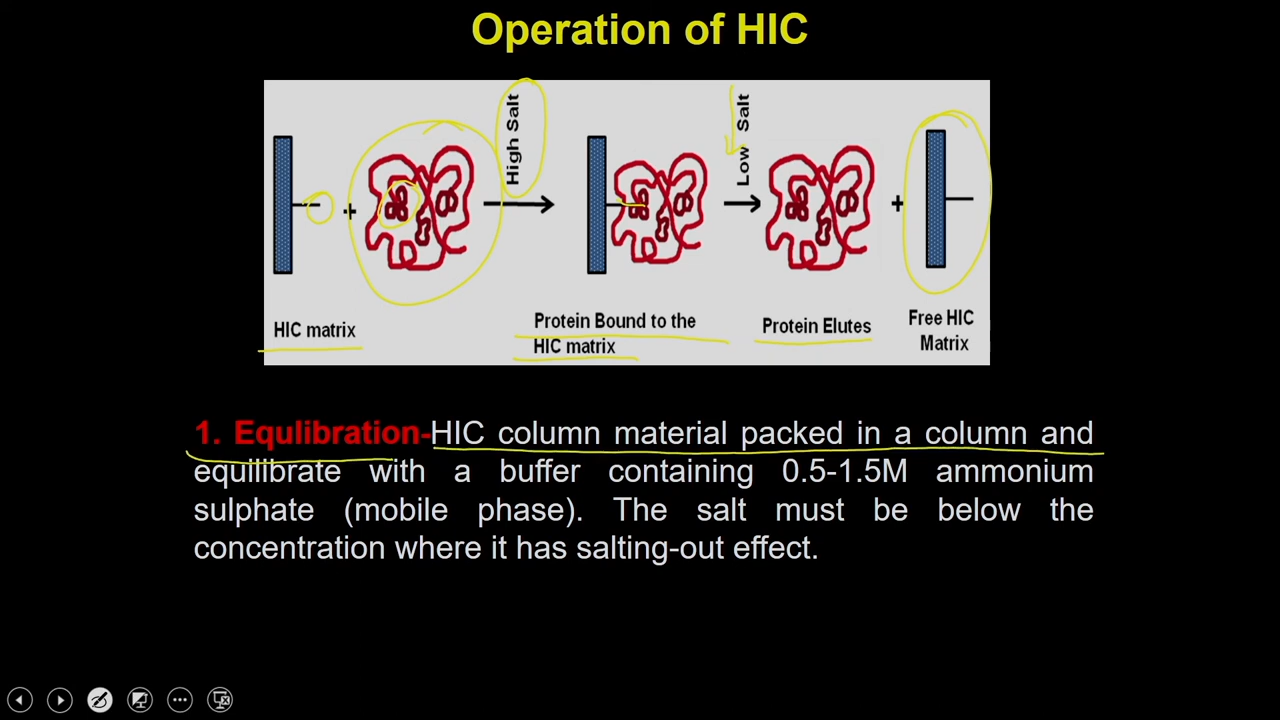 Operation of HIC
High Salt
Low Salt
+
+
HIC matrix
Protein Bound to the
HIC matrix
Protein Elutes
Free HIC
Matrix
1. Equlibration-HIC column material packed in a column and
equilibrate with a buffer containing 0.5-1.5M ammonium
sulphate (mobile phase). The salt must be below the
concentration where it has salting-out effect.